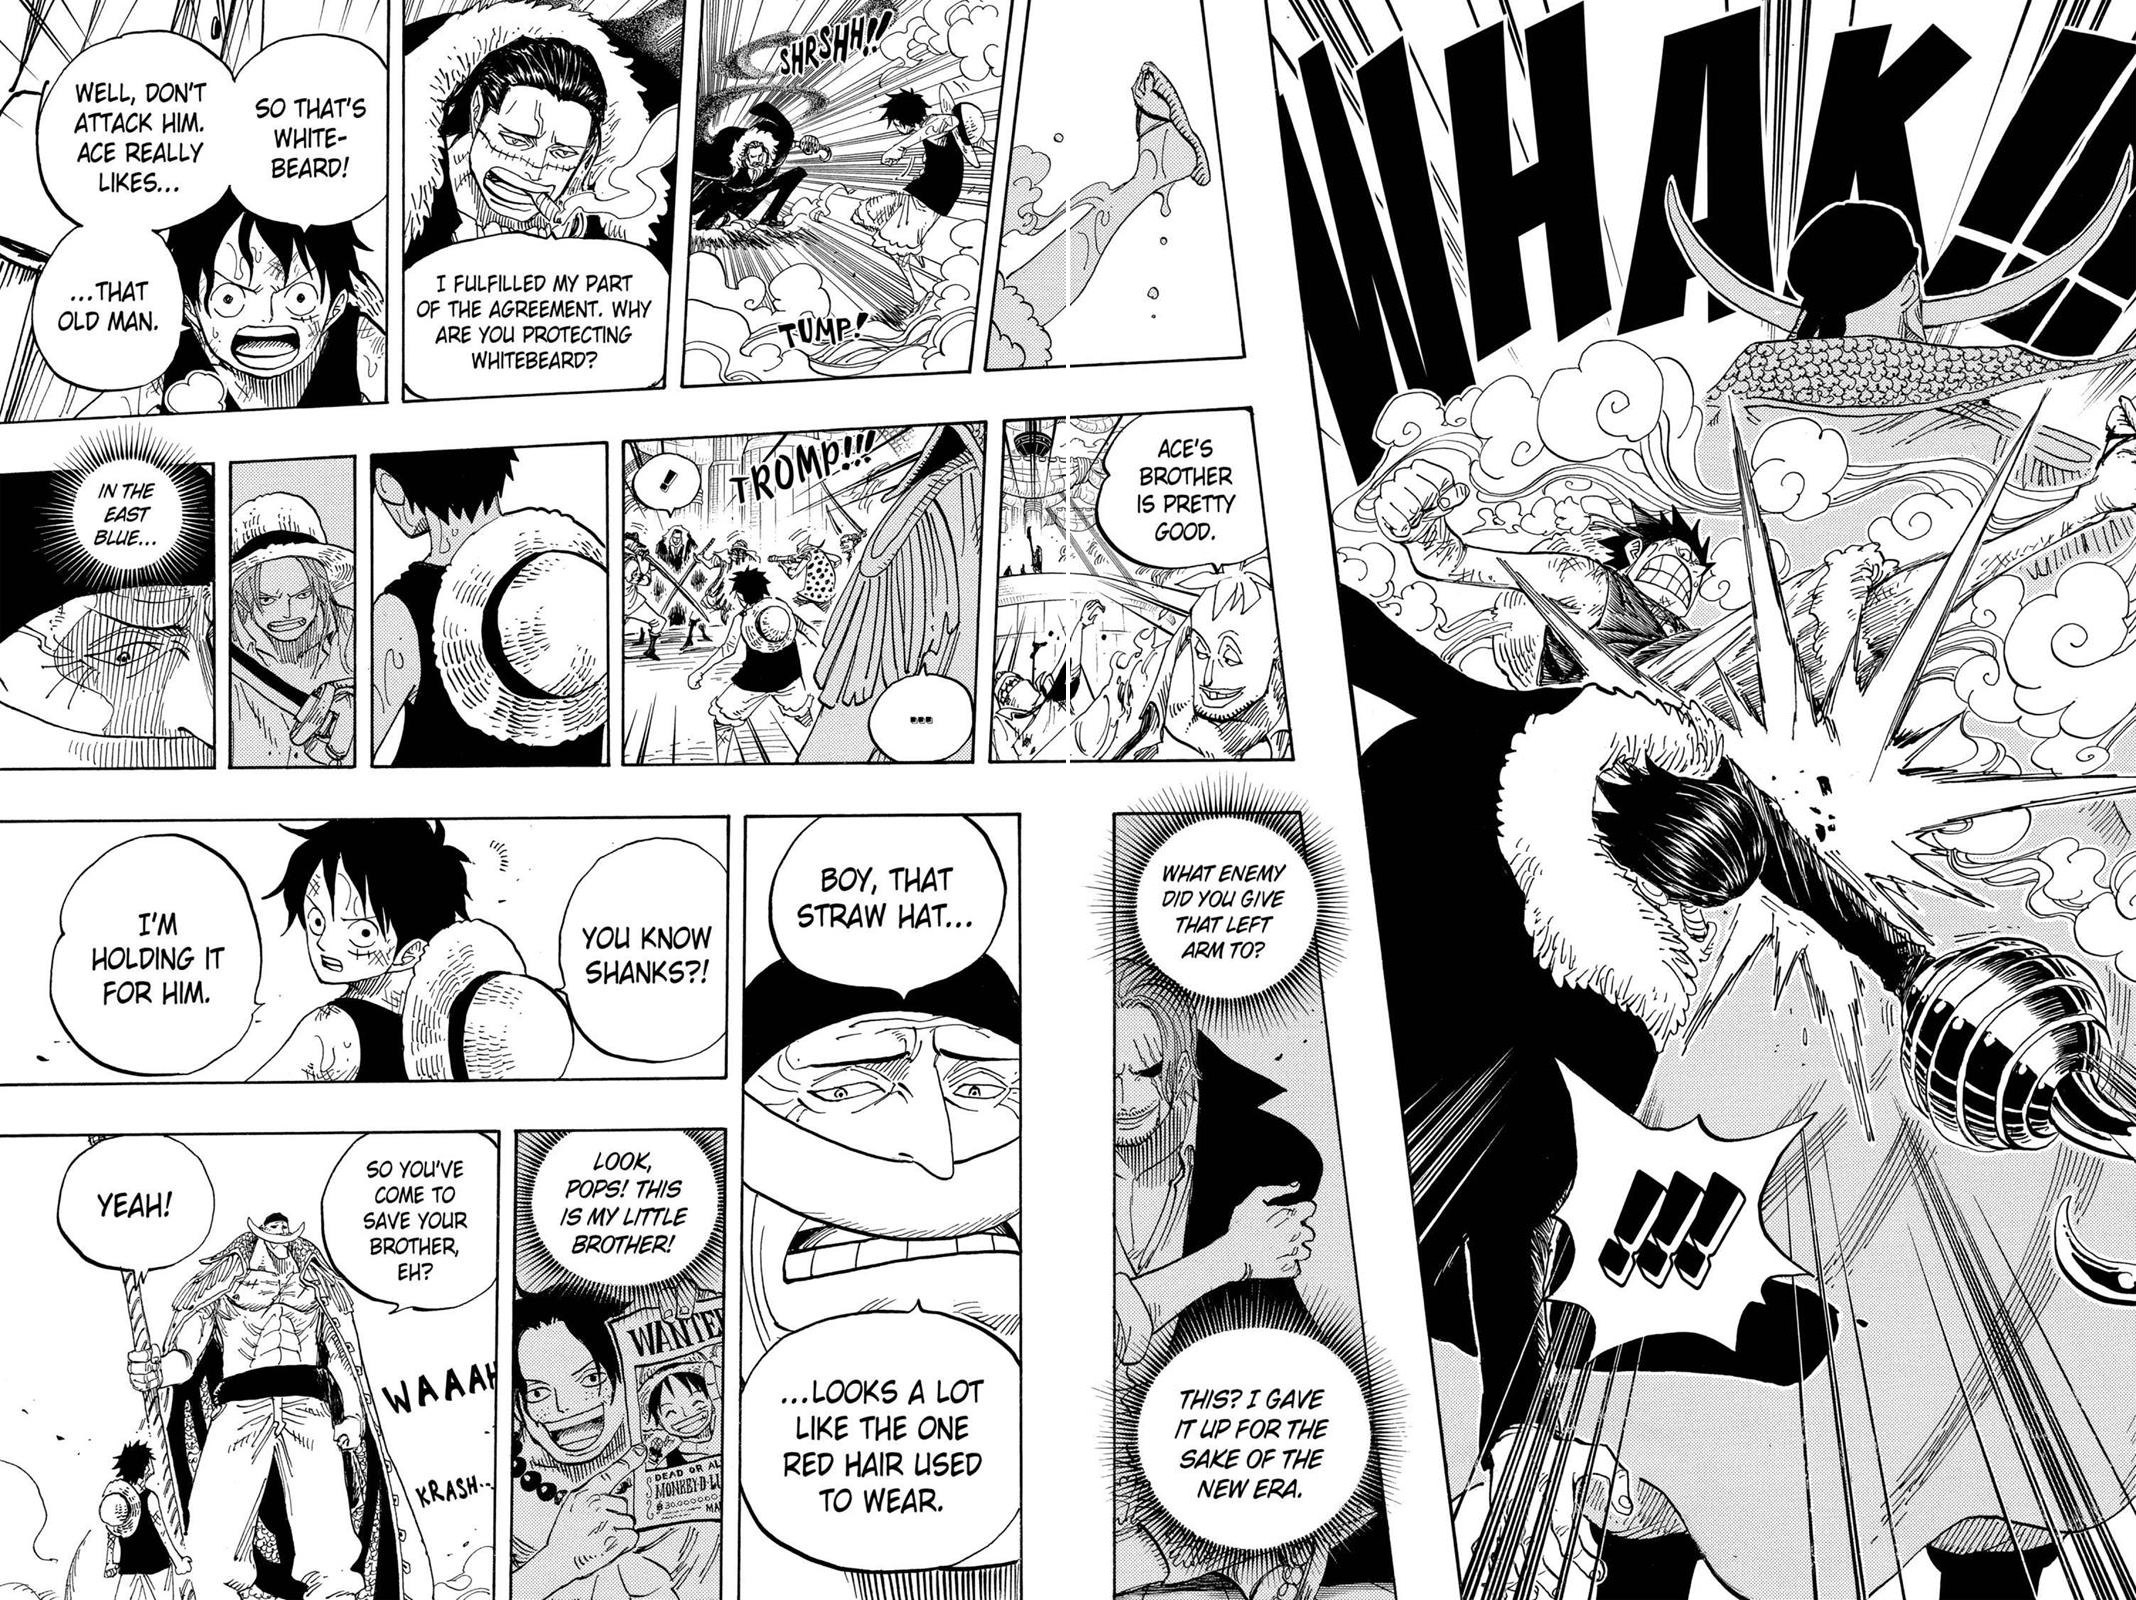 WHAK!!
!!!
SHRSHH!!
TUMP!
I FULFILLED MY PART
OF THE AGREEMENT. WHY
ARE YOU PROTECTING
WHITEBEARD?
SO THAT'S
WHITE-
BEARD!
WELL, DON'T
ATTACK HIM.
ACE REALLY
LIKES...
...THAT
OLD MAN.
ACE'S
BROTHER
IS PRETTY
GOOD.
TROMP!!!
!!
...
IN THE
EAST
BLUE...
WHAT ENEMY
DID YOU GIVE
THAT LEFT
ARM TO?
THIS? I GAVE
IT UP FOR THE
SAKE OF THE
NEW ERA.
BOY, THAT
STRAW HAT...
...LOOKS A LOT
LIKE THE ONE
RED HAIR USED
TO WEAR.
YOU KNOW
SHANKS?!
I'M
HOLDING IT
FOR HIM.
LOOK,
POPS! THIS
IS MY LITTLE
BROTHER!
WANTE
DEAD OR AL
MONKEY·D·LU
SO YOU'VE
COME TO
SAVE YOUR
BROTHER,
EH?
YEAH!
WAAAH
KRASH...